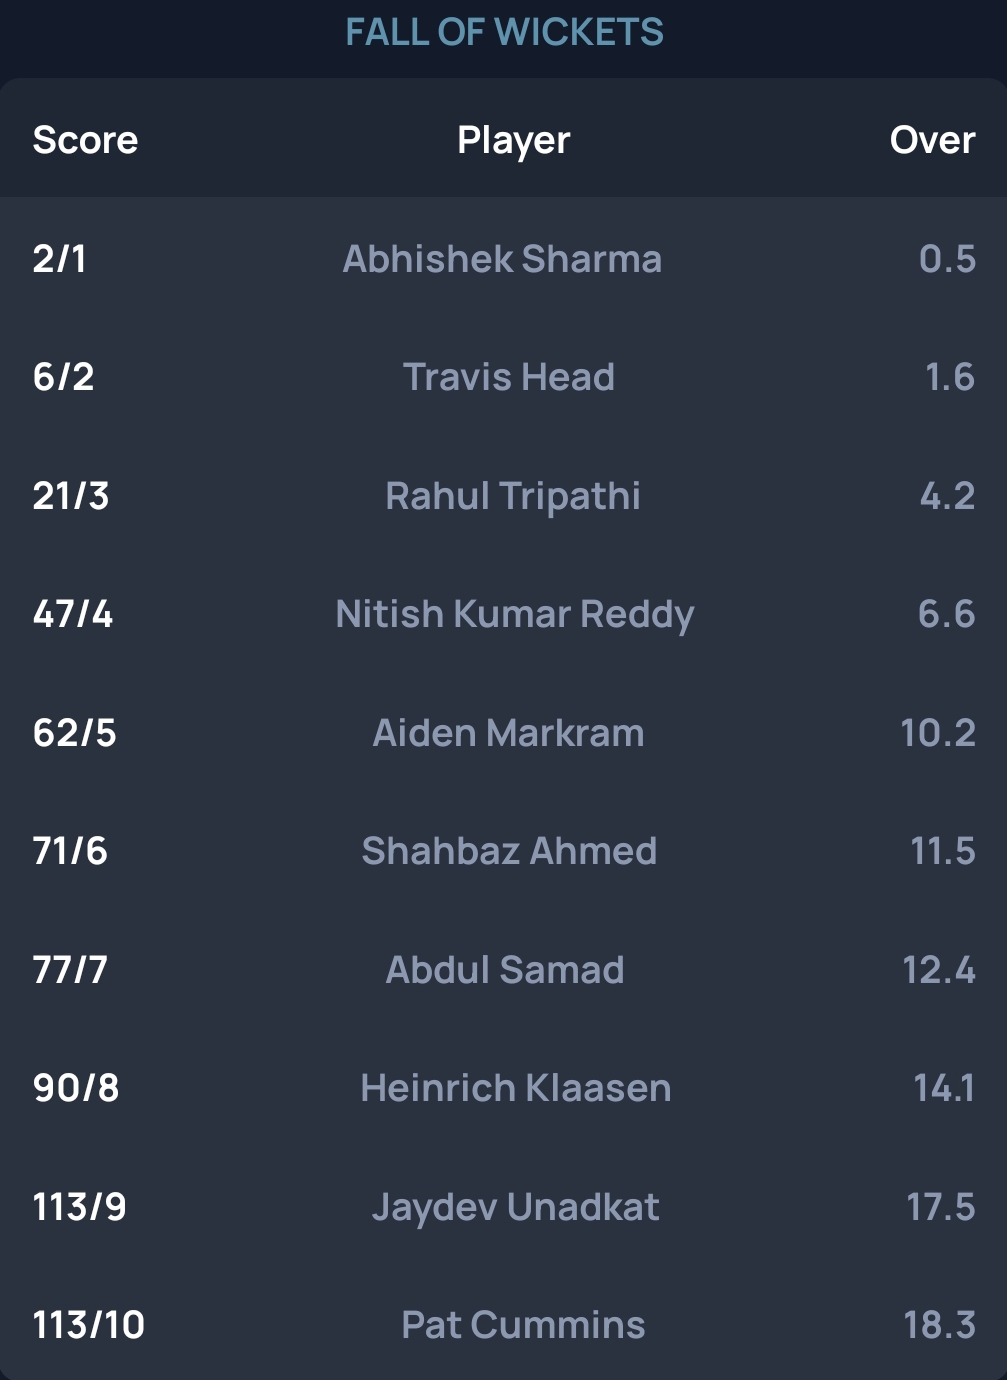 FALL OF WICKETS
Score Player Over
2/1 Abhishek Sharma 0.5
6/2 Travis Head 1.6
21/3 Rahul Tripathi 4.2
47/4 Nitish Kumar Reddy 6.6
62/5 Aiden Markram 10.2
71/6 Shahbaz Ahmed 11.5
77/7 Abdul Samad 12.4
90/8 Heinrich Klaasen 14.1
113/9 Jaydev Unadkat 17.5
113/10 Pat Cummins 18.3